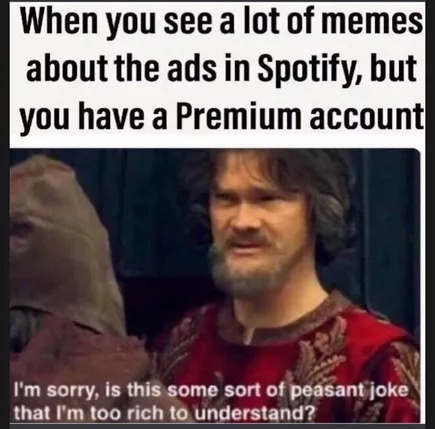 When you see a lot of memes
about the ads in Spotify, but
you have a Premium account
I'm sorry, is this some sort of peasant joke
that I'm too rich to understand?